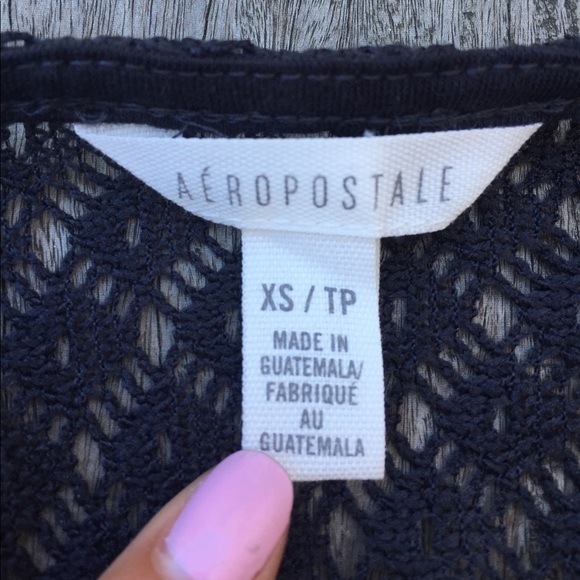 AÉROPOSTALE
XS / TP
MADE IN
GUATEMALA/
FABRIQUÉ
AU
GUATEMALA